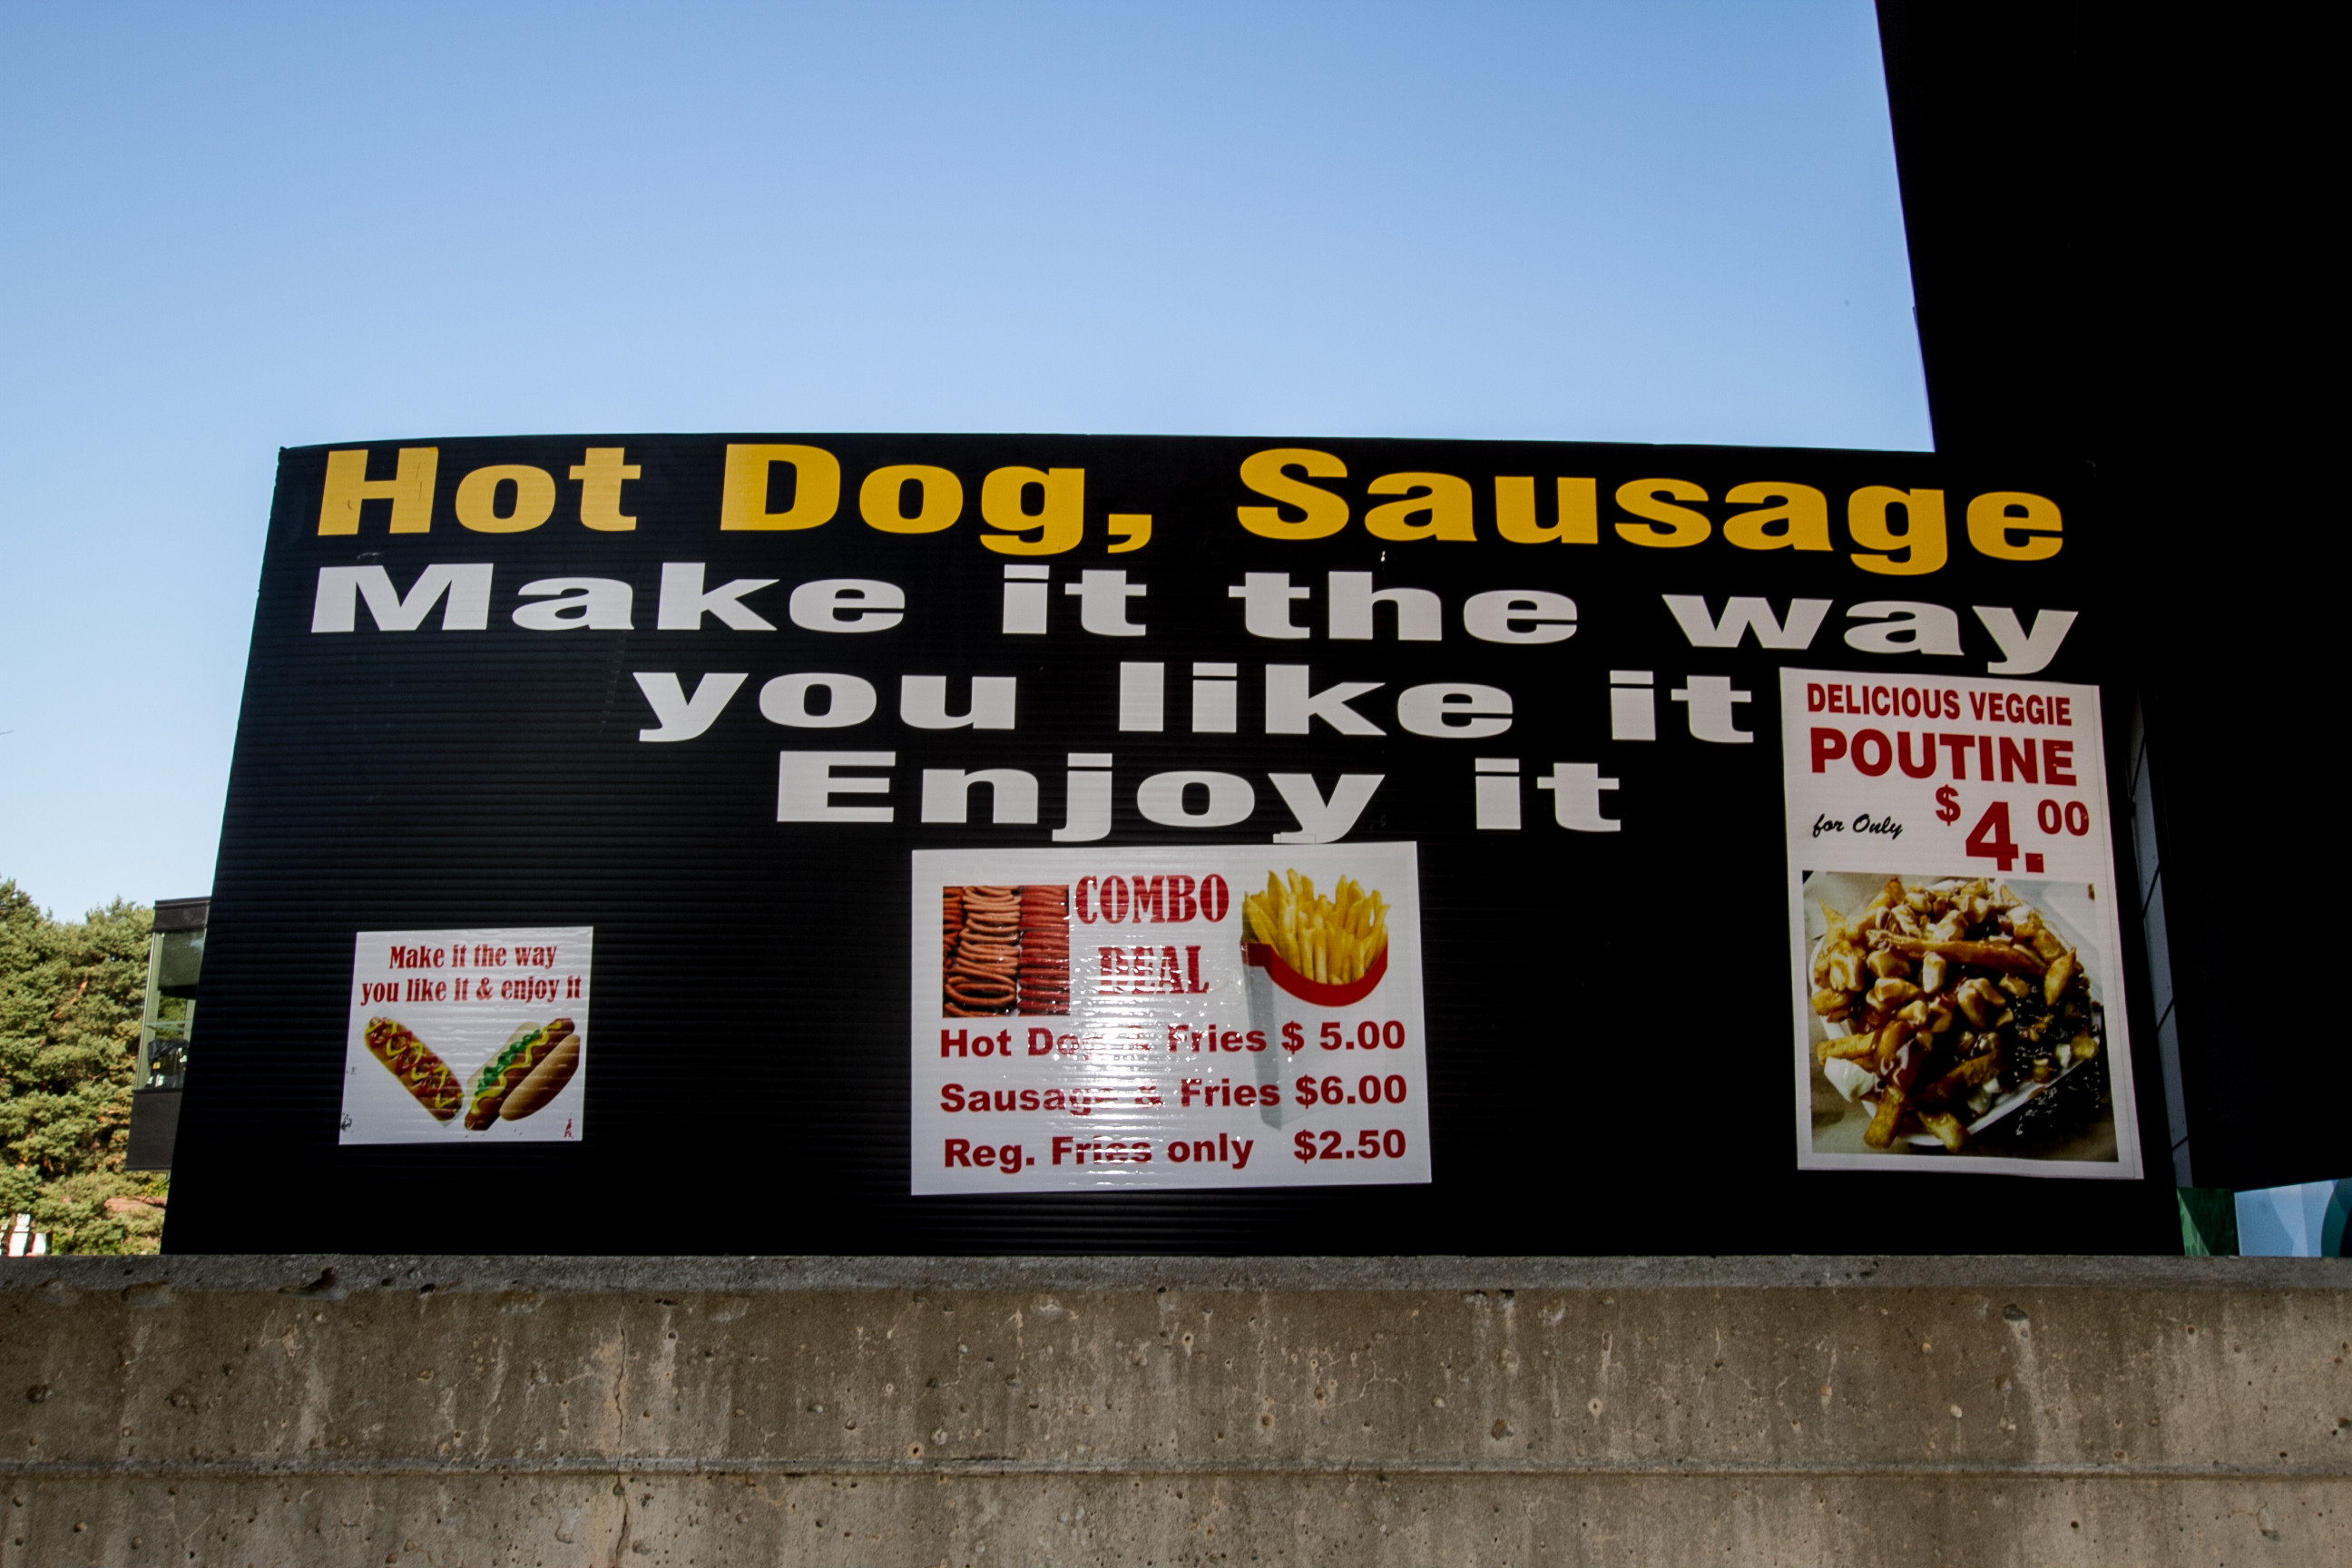 Hot Dog, Sausage
Make it the way
you like it
Enjoy it
Make it the way
you like it & enjoy it
COMBO
DEAL
Hot Dog & Fries $ 5.00
Sausage & Fries $6.00
Reg. Fries only $2.50
DELICIOUS VEGGIE
POUTINE
for Only $4.00